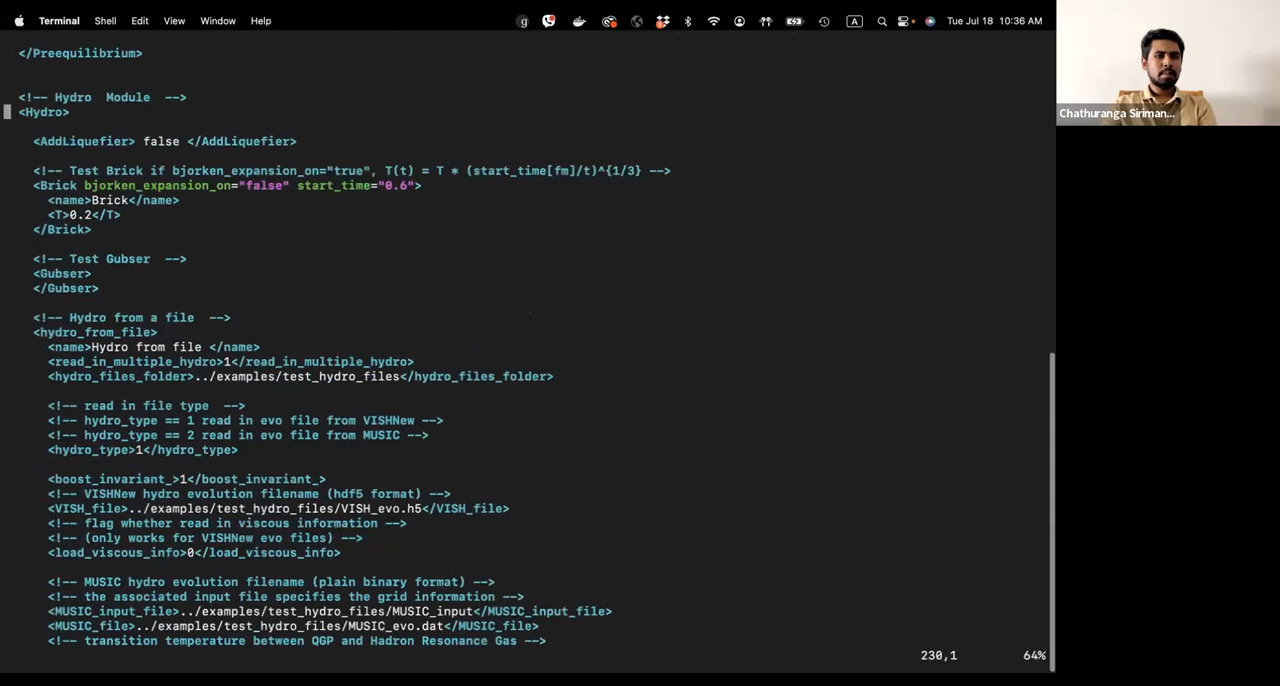 Terminal Shell Edit View Window Help
g A Tue Jul 18 10:36 AM
</Preequilibrium>
<!-- Hydro  Module  -->
<Hydro>
<AddLiquefier> false </AddLiquefier>
<!-- Test Brick if bjorken_expansion_on="true", T(t) = T * (start_time[fm]/t)^{1/3} -->
<Brick bjorken_expansion_on="false" start_time="0.6">
<name>Brick</name>
<T>0.2</T>
</Brick>
<!-- Test Gubser  -->
<Gubser>
</Gubser>
<!-- Hydro from a file  -->
<hydro_from_file>
<name>Hydro from file </name>
<read_in_multiple_hydro>1</read_in_multiple_hydro>
<hydro_files_folder>../examples/test_hydro_files</hydro_files_folder>
<!-- read in file type  -->
<!-- hydro_type == 1 read in evo file from VISHNew -->
<!-- hydro_type == 2 read in evo file from MUSIC -->
<hydro_type>1</hydro_type>
<boost_invariant_>1</boost_invariant_>
<!-- VISHNew hydro evolution filename (hdf5 format) -->
<VISH_file>../examples/test_hydro_files/VISH_evo.h5</VISH_file>
<!-- flag whether read in viscous information -->
<!-- (only works for VISHNew evo files) -->
<load_viscous_info>0</load_viscous_info>
<!-- MUSIC hydro evolution filename (plain binary format) -->
<!-- the associated input file specifies the grid information -->
<MUSIC_input_file>../examples/test_hydro_files/MUSIC_input</MUSIC_input_file>
<MUSIC_file>../examples/test_hydro_files/MUSIC_evo.dat</MUSIC_file>
<!-- transition temperature between QGP and Hadron Resonance Gas -->
230,1 64%
Chathuranga Siriman...